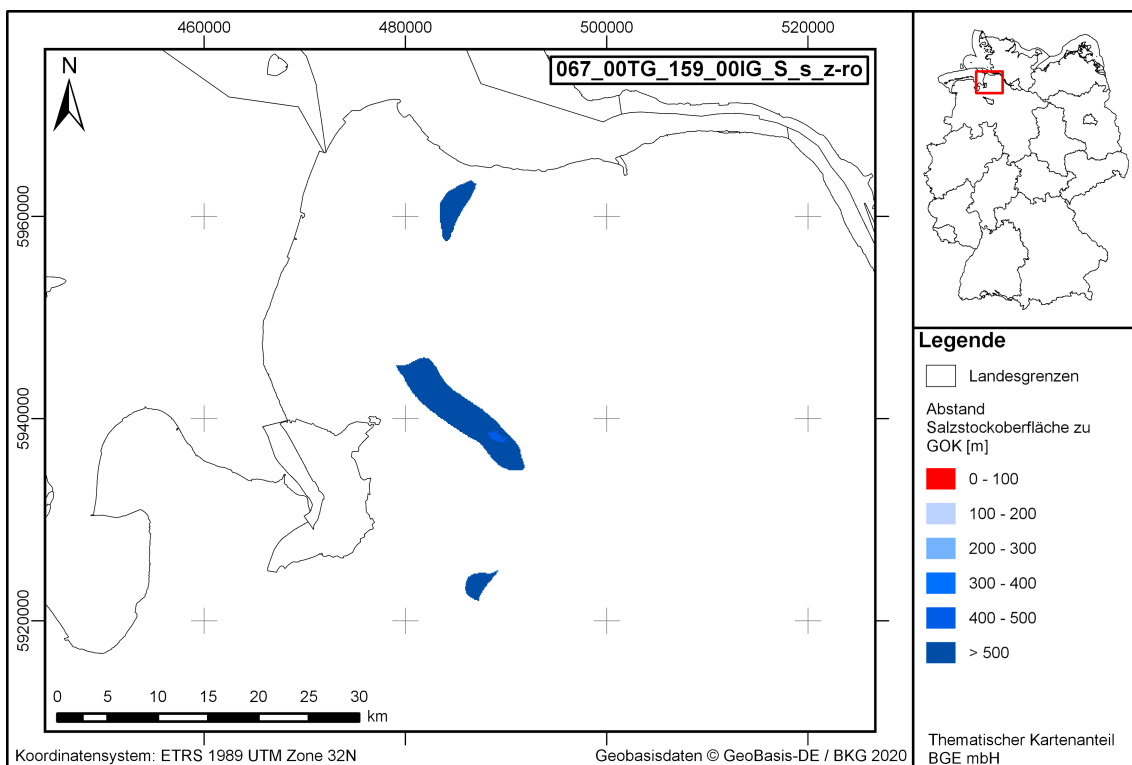 460000 480000 500000 520000
067_00TG_159_00IG_S_s_z-ro
N
5960000
5940000
5920000
0 5 10 15 20 25 30
km
Koordinatensystem: ETRS 1989 UTM Zone 32N
Geobasisdaten © GeoBasis-DE / BKG 2020
Legende
Landesgrenzen
Abstand
Salzstockoberfläche zu
GOK [m]
0 - 100
100 - 200
200 - 300
300 - 400
400 - 500
> 500
Thematischer Kartenanteil
BGE mbH